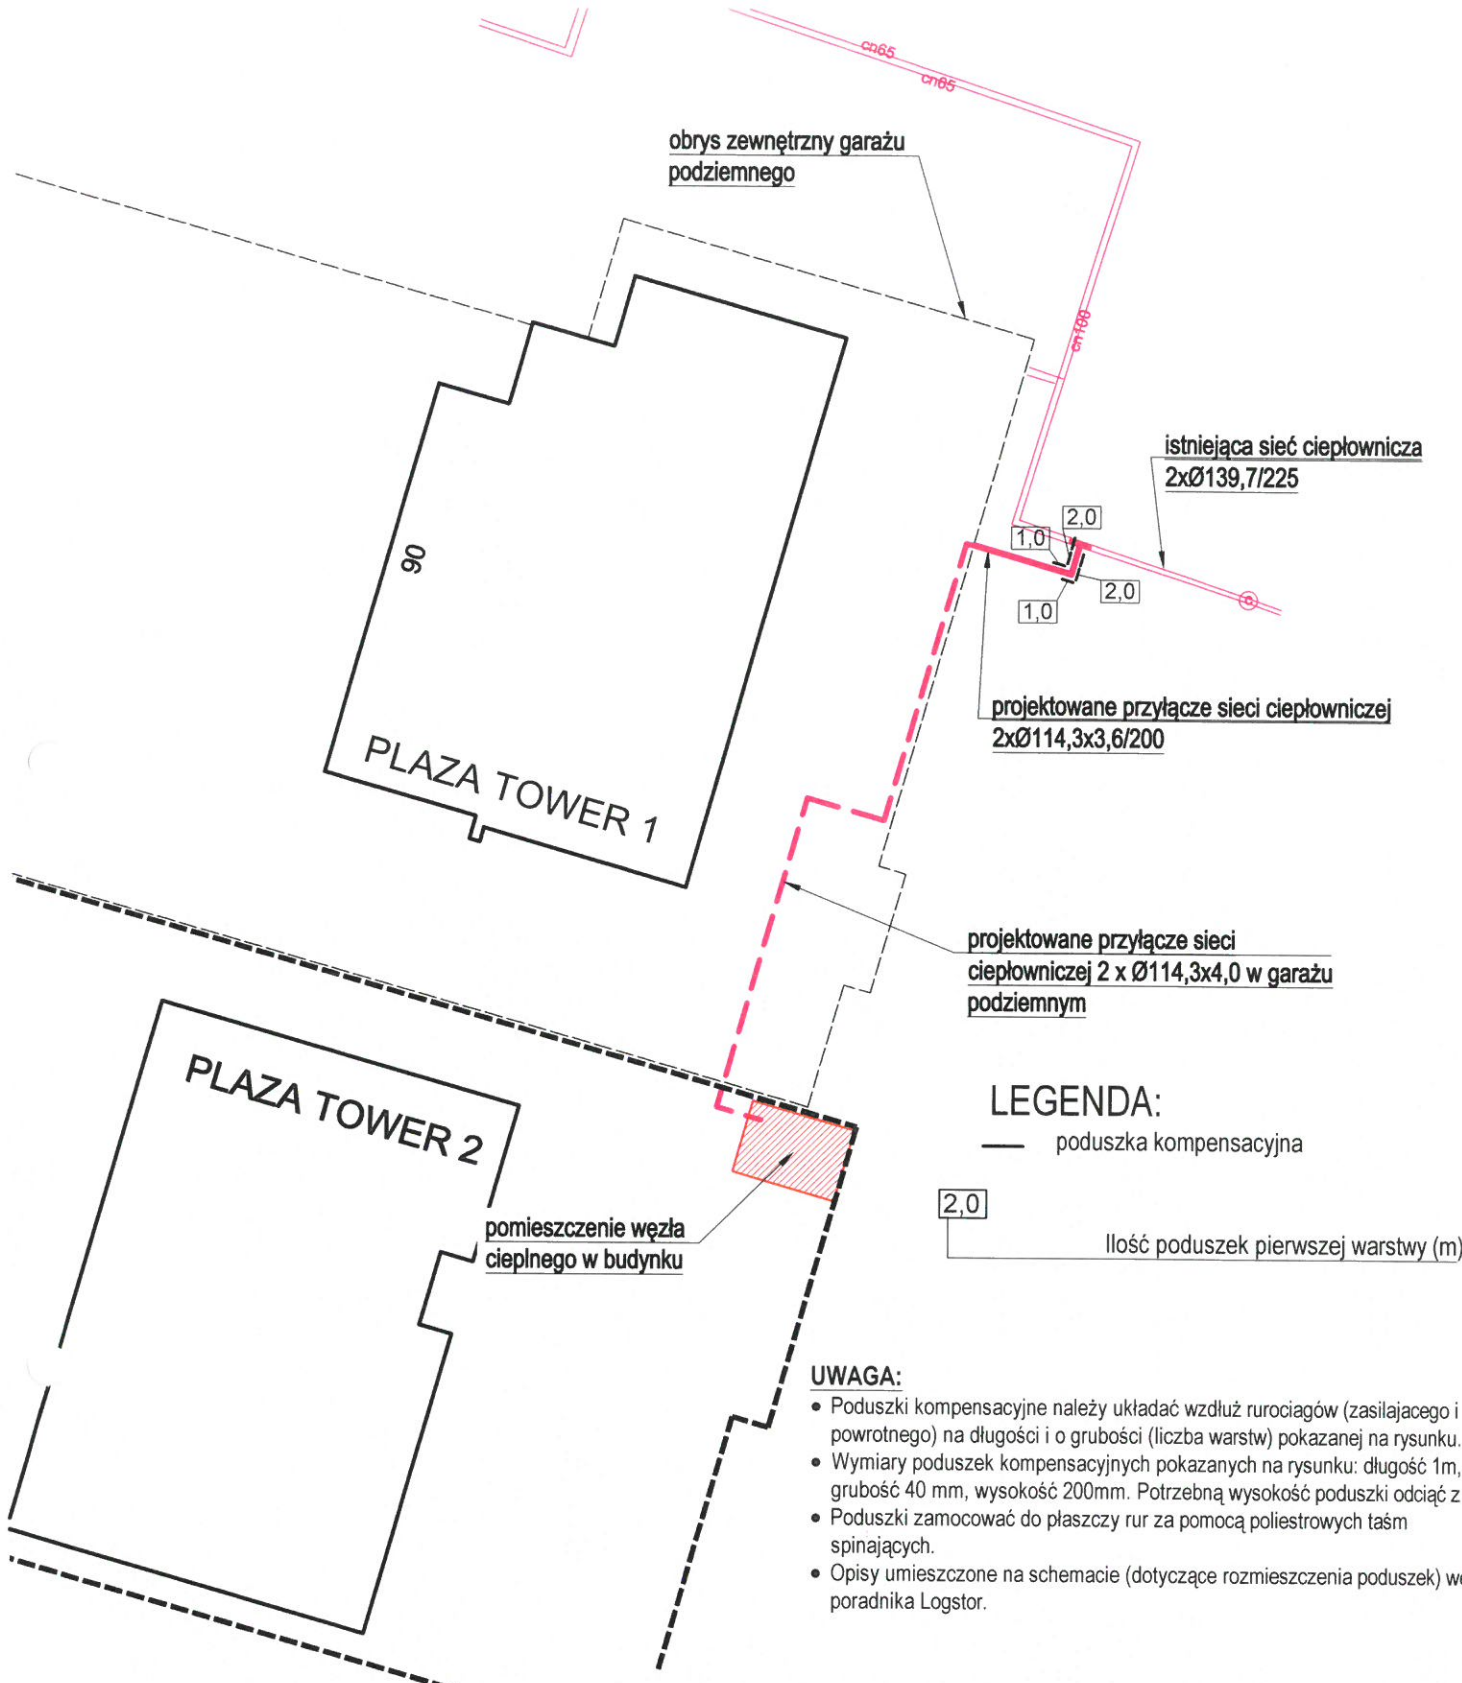 cn65
cn65
obrys zewnętrzny garażu
podziemnego
cn100
istniejąca sieć ciepłownicza
2xØ139,7/225
2,0
1,0
2,0
1,0
90
projektowane przyłącze sieci ciepłowniczej
2xØ114,3x3,6/200
PLAZA TOWER 1
projektowane przyłącze sieci
ciepłowniczej 2 x Ø114,3x4,0 w garażu
podziemnym
PLAZA TOWER 2
LEGENDA:
poduszka kompensacyjna
2,0
Ilość poduszek pierwszej warstwy (m)
pomieszczenie węzła
cieplnego w budynku
UWAGA:
• Poduszki kompensacyjne należy układać wzdłuż rurociągów (zasilajacego i
powrotnego) na długości i o grubości (liczba warstw) pokazanej na rysunku.
• Wymiary poduszek kompensacyjnych pokazanych na rysunku: długość 1m,
grubość 40 mm, wysokość 200mm. Potrzebną wysokość poduszki odciąć z
• Poduszki zamocować do płaszczy rur za pomocą poliestrowych taśm
spinających.
• Opisy umieszczone na schemacie (dotyczące rozmieszczenia poduszek)
poradnika Logstor.